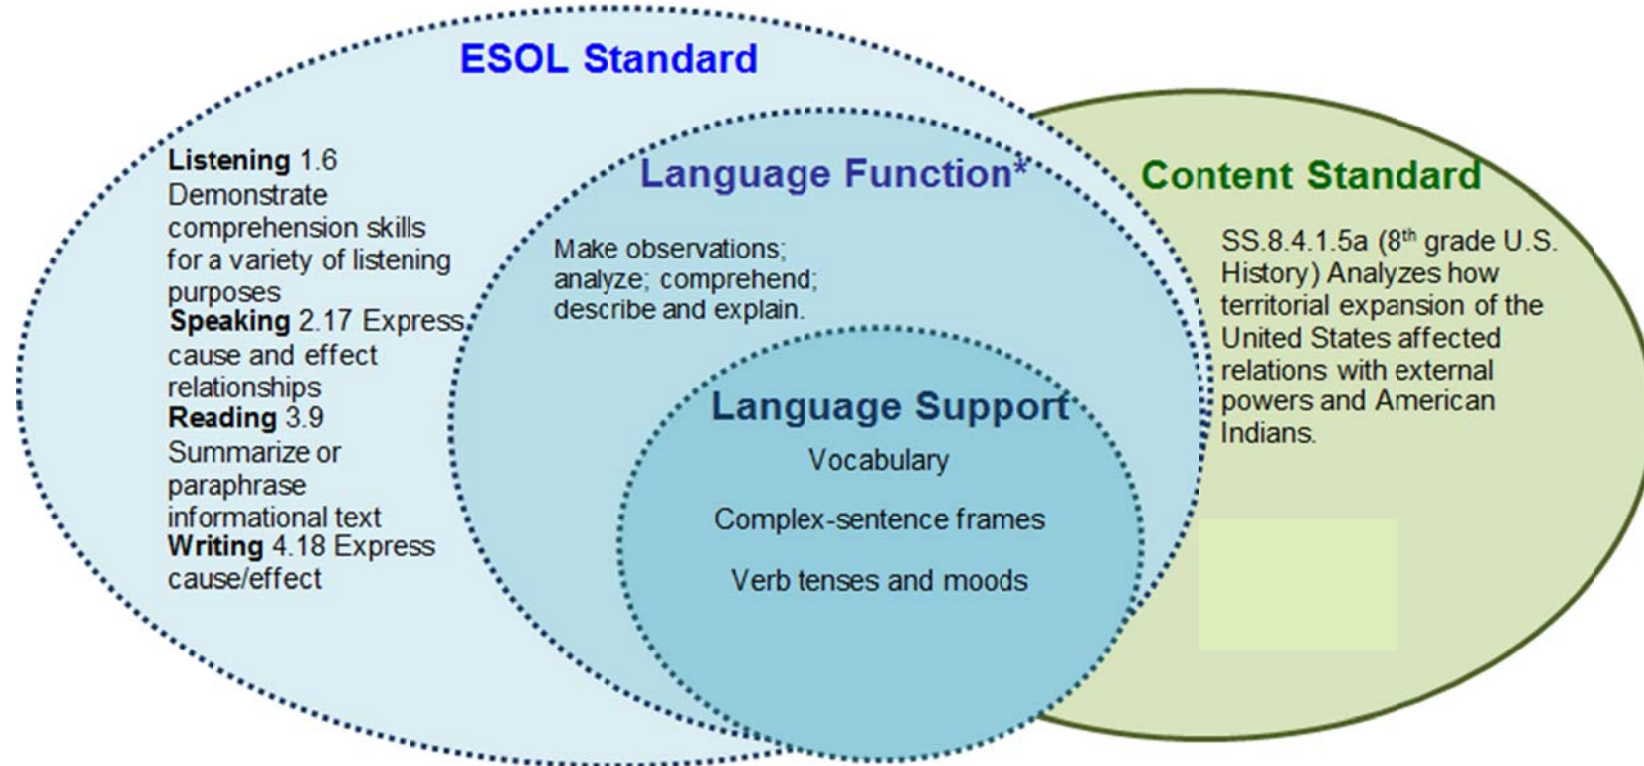 ESOL Standard
Listening 1.6
Demonstrate
comprehension skills
for a variety of listening
purposes
Speaking 2.17 Express
cause and effect
relationships
Reading 3.9
Summarize or
paraphrase
informational text
Writing 4.18 Express
cause/effect
Language Function*
Make observations;
analyze; comprehend;
describe and explain.
Language Support
Vocabulary
Complex-sentence frames
Verb tenses and moods
Content Standard
SS.8.4.1.5a (8th grade U.S.
History) Analyzes how
territorial expansion of the
United States affected
relations with external
powers and American
Indians.